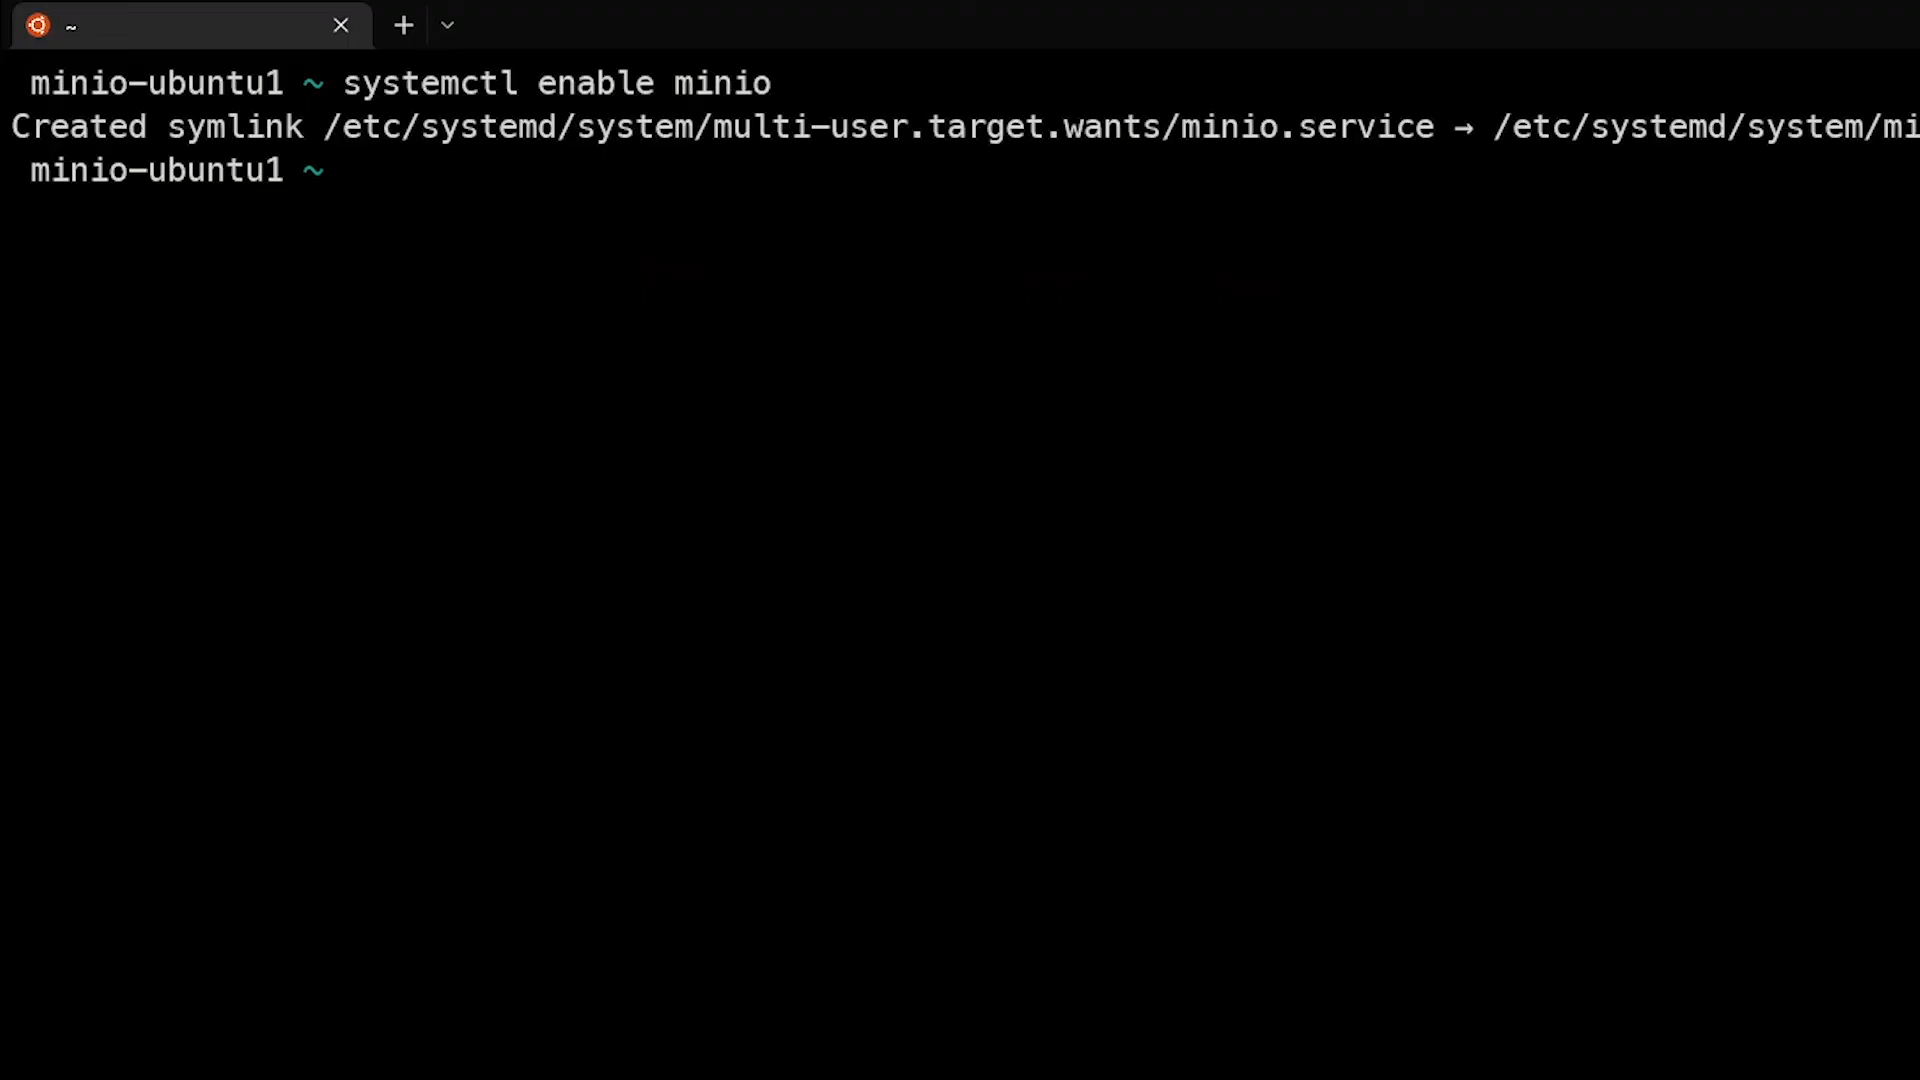 ~
minio-ubuntu1 ~ systemctl enable minio
Created symlink /etc/systemd/system/multi-user.target.wants/minio.service → /etc/systemd/system/mi
minio-ubuntu1 ~